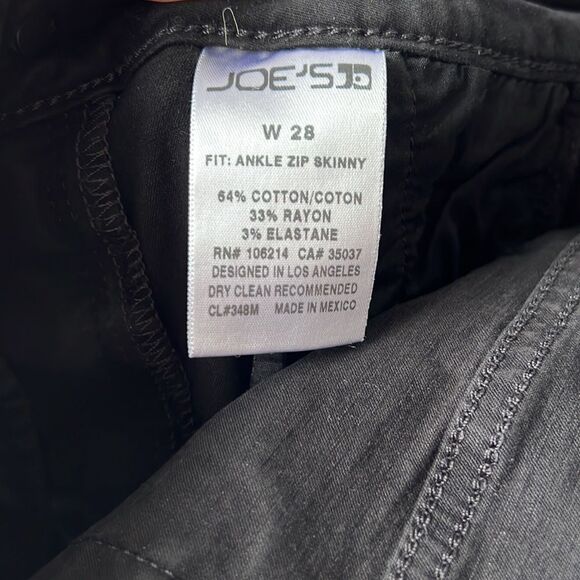 JOE'S
W 28
FIT: ANKLE ZIP SKINNY
64% COTTON/COTON
33% RAYON
3% ELASTANE
RN# 106214 CA# 35037
DESIGNED IN LOS ANGELES
DRY CLEAN RECOMMENDED
CL#348M MADE IN MEXICO